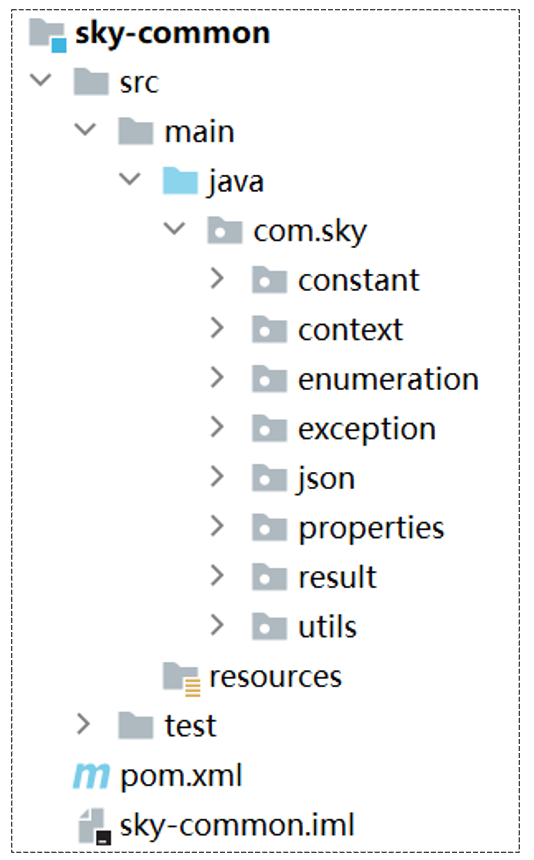 sky-common
src
main
java
com.sky
constant
context
enumeration
exception
json
properties
result
utils
resources
test
pom.xml
sky-common.iml